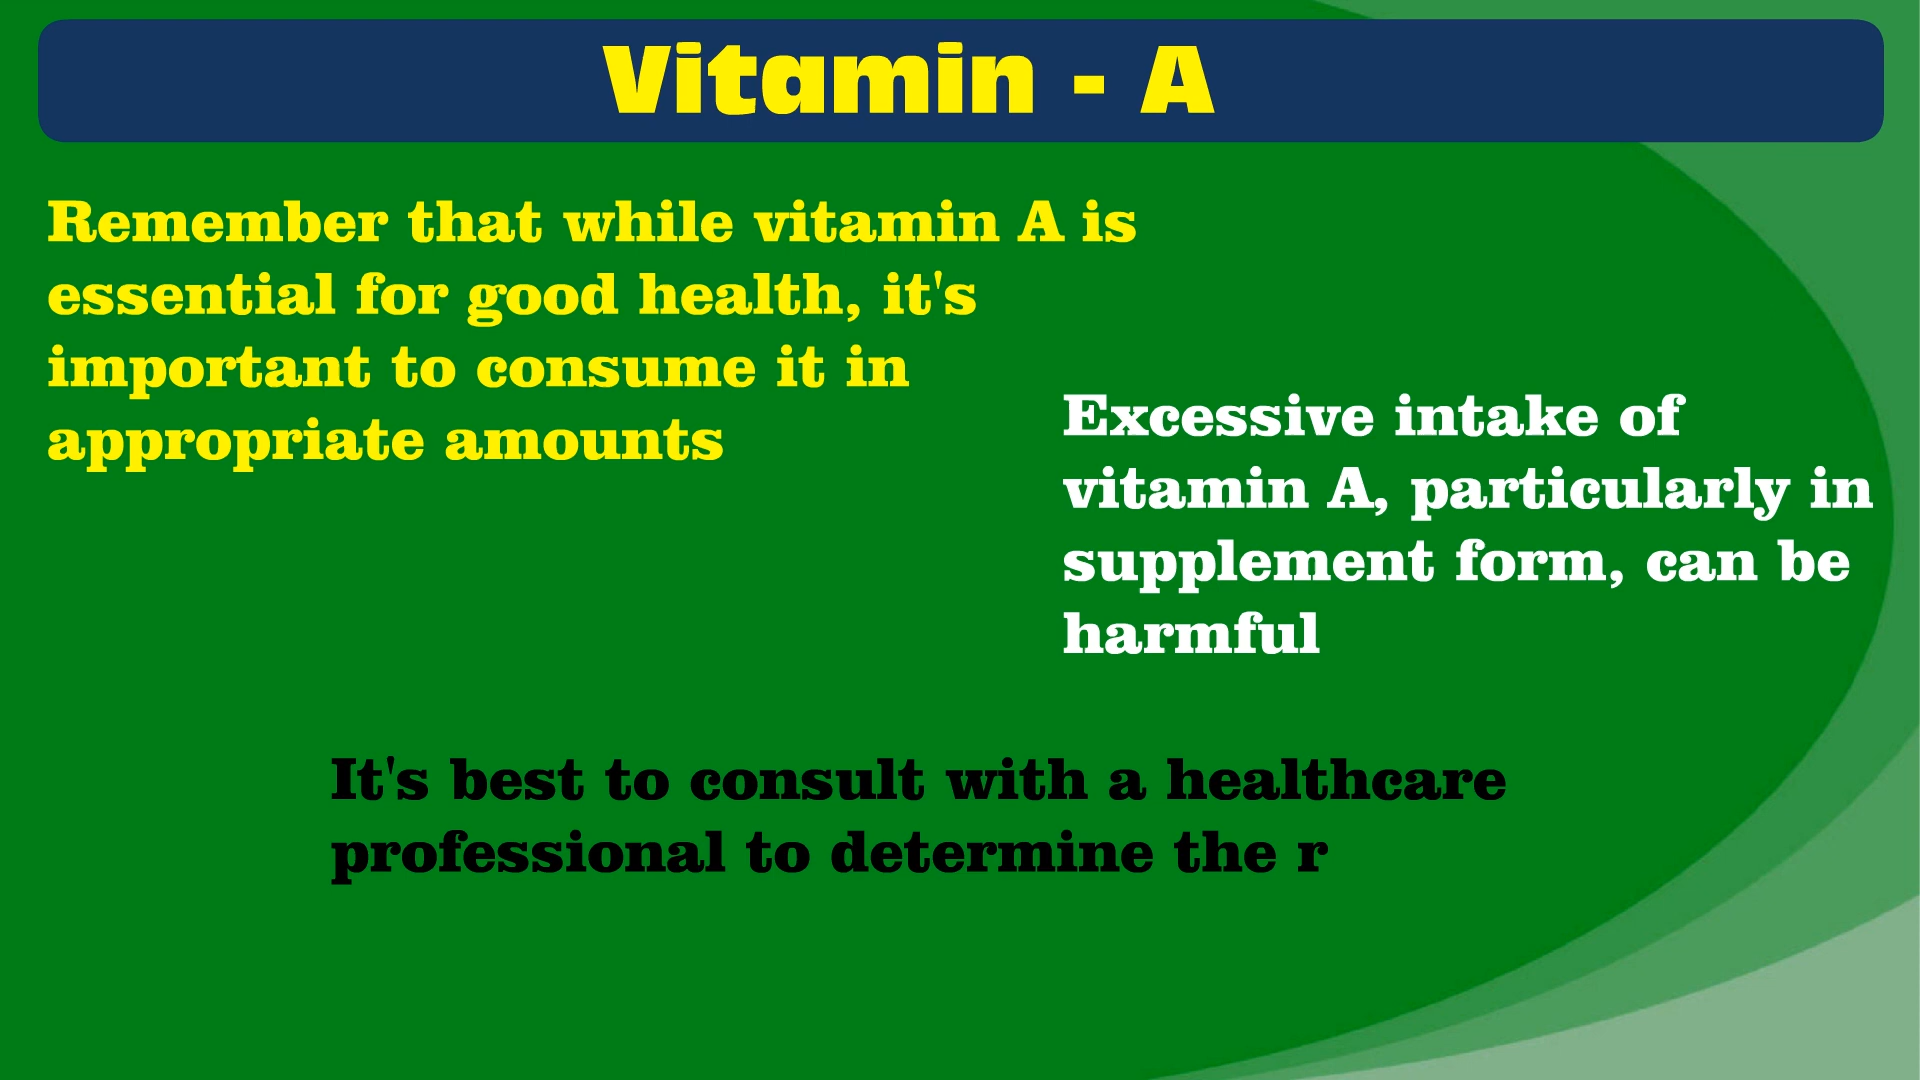 Vitamin - A
Remember that while vitamin A is
essential for good health, it's
important to consume it in
appropriate amounts
Excessive intake of
vitamin A, particularly in
supplement form, can be
harmful
It's best to consult with a healthcare
professional to determine the r